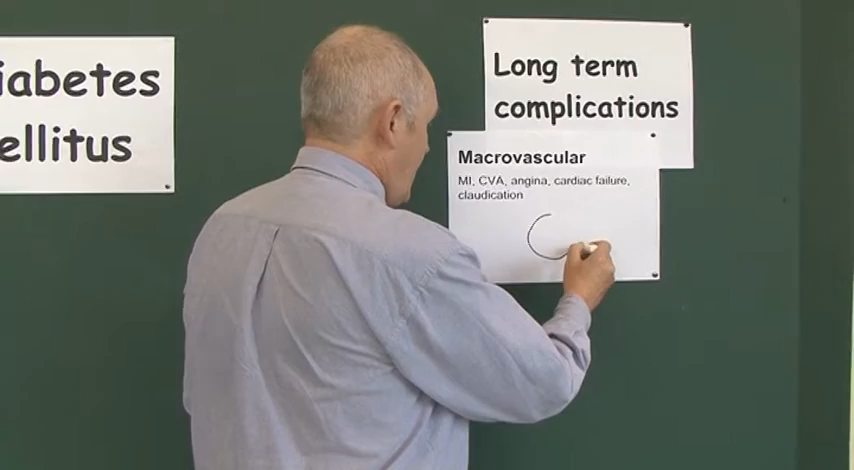 iabetes
ellitus
Long term
complications
Macrovascular
MI, CVA, angina, cardiac failure,
claudication